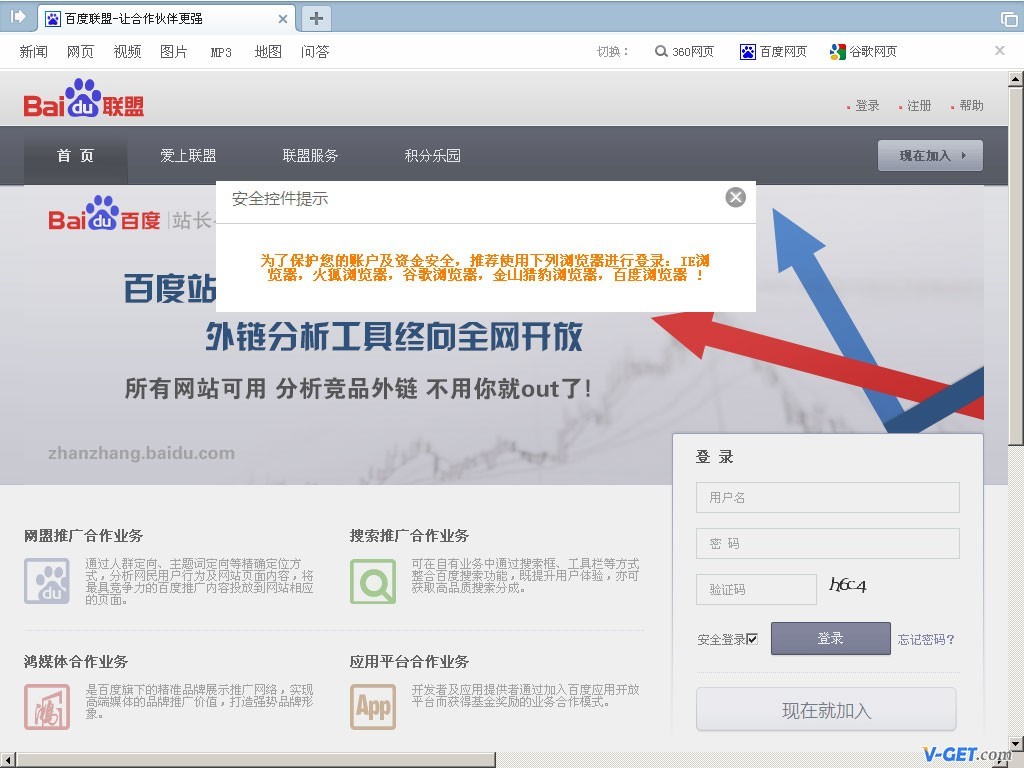 百度联盟-让合作伙伴更强
新闻 网页 视频 图片 MP3 地图 问答 切换： 360网页 百度网页 谷歌网页
Bai du 联盟
登录 注册 帮助
首 页 爱上联盟 联盟服务 积分乐园 现在加入
安全控件提示
Bai du 百度 站长
为了保护您的账户及资金安全，推荐使用下列浏览器进行登录：IE浏
览器，火狐浏览器，谷歌浏览器，金山猎豹浏览器，百度浏览器 ！
百度站
外链分析工具终向全网开放
所有网站可用 分析竞品外链 不用你就out了!
zhanzhang.baidu.com
登 录
用户名
密 码
验证码 h6c4
安全登录 登录 忘记密码?
现在就加入
网盟推广合作业务
通过人群定向、主题词定向等精确定位方
式，分析网民用户行为及网站页面内容，将
最具竞争力的百度推广内容投放到网站相应
的页面。
搜索推广合作业务
可在自有业务中通过搜索框、工具栏等方式
整合百度搜索功能，既提升用户体验，亦可
获取高品质搜索分成。
鸿媒体合作业务
鸿
是百度旗下的精准品牌展示推广网络，实现
高端媒体的品牌推广价值，打造强势品牌形
象。
应用平台合作业务
App
开发者及应用提供者通过加入百度应用开放
平台而获得基金奖励的业务合作模式。
V-GET.com